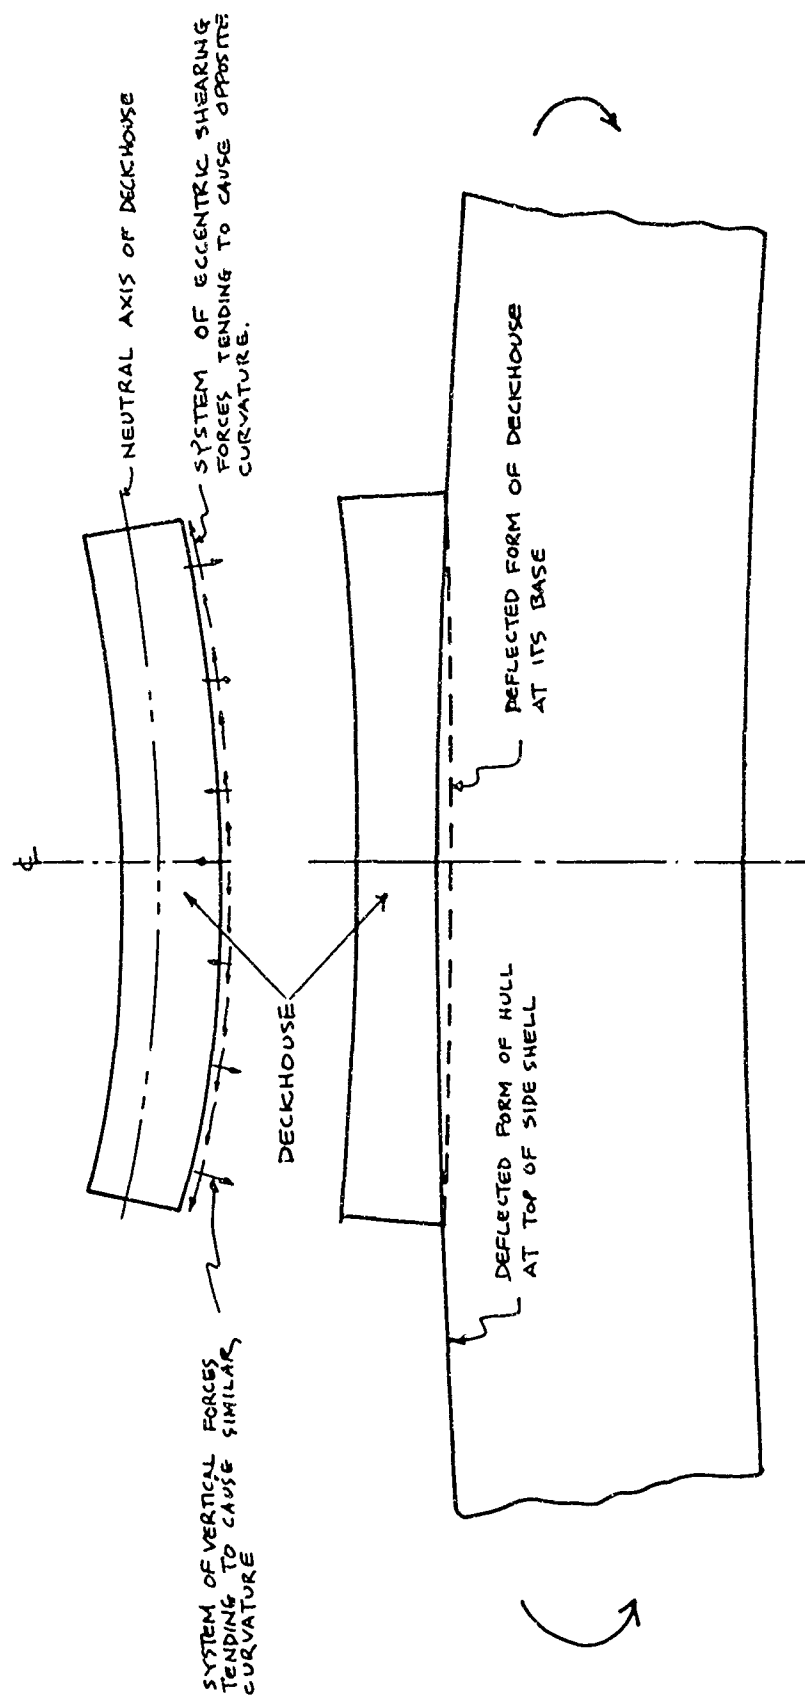 NEUTRAL AXIS OF DECKHOUSE
SYSTEM OF ECCENTRIC SHEARING
FORCES TENDING TO CAUSE OPPOSITE
CURVATURE.
SYSTEM OF VERTICAL FORCES
TENDING TO CAUSE SIMILAR
CURVATURE
℄
DECKHOUSE
DEFLECTED FORM OF HULL
AT TOP OF SIDE SHELL
DEFLECTED FORM OF DECKHOUSE
AT ITS BASE